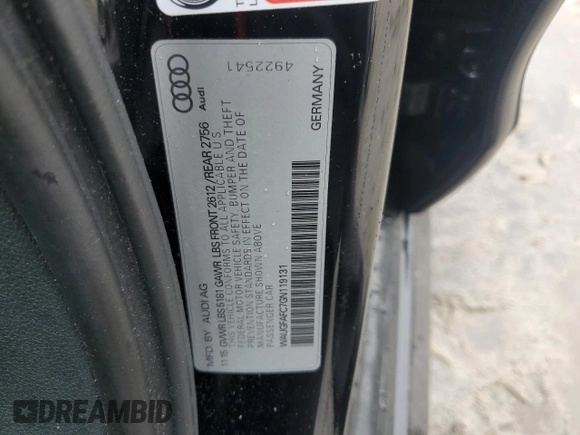 MFD. BY AUDI AG
11 15 GVWR LBS 5181 GAWR LBS FRONT 2612 / REAR 2756
THIS VEHICLE CONFORMS TO ALL APPLICABLE U S
FEDERAL MOTOR VEHICLE SAFETY, BUMPER AND THEFT
PREVENTION STANDARDS IN EFFECT ON THE DATE OF
MANUFACTURE SHOWN ABOVE
PASSENGER CAR
WAUGFAFC7GN119131
Audi
4922541
GERMANY
DREAMBID